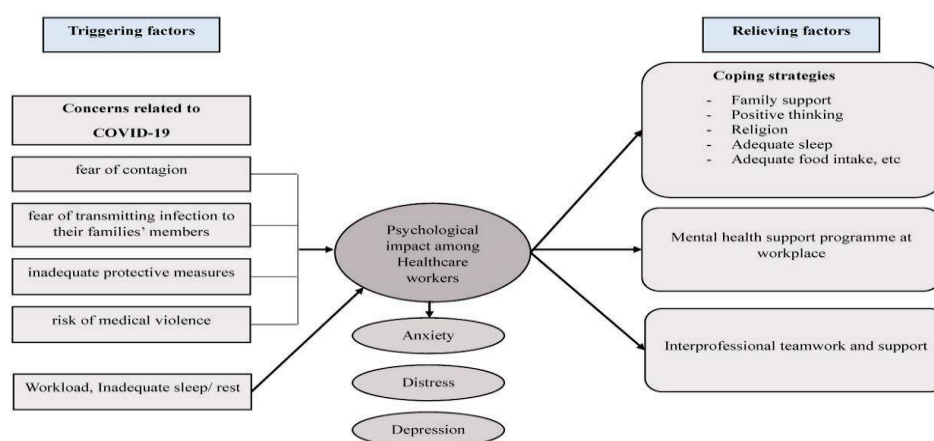 Triggering factors
Concerns related to
COVID-19
fear of contagion
fear of transmitting infection to
their families' members
inadequate protective measures
risk of medical violence
Workload, Inadequate sleep/ rest
Psychological
impact among
Healthcare
workers
Anxiety
Distress
Depression
Relieving factors
Coping strategies
- Family support
- Positive thinking
- Religion
- Adequate sleep
- Adequate food intake, etc
Mental health support programme at
workplace
Interprofessional teamwork and support